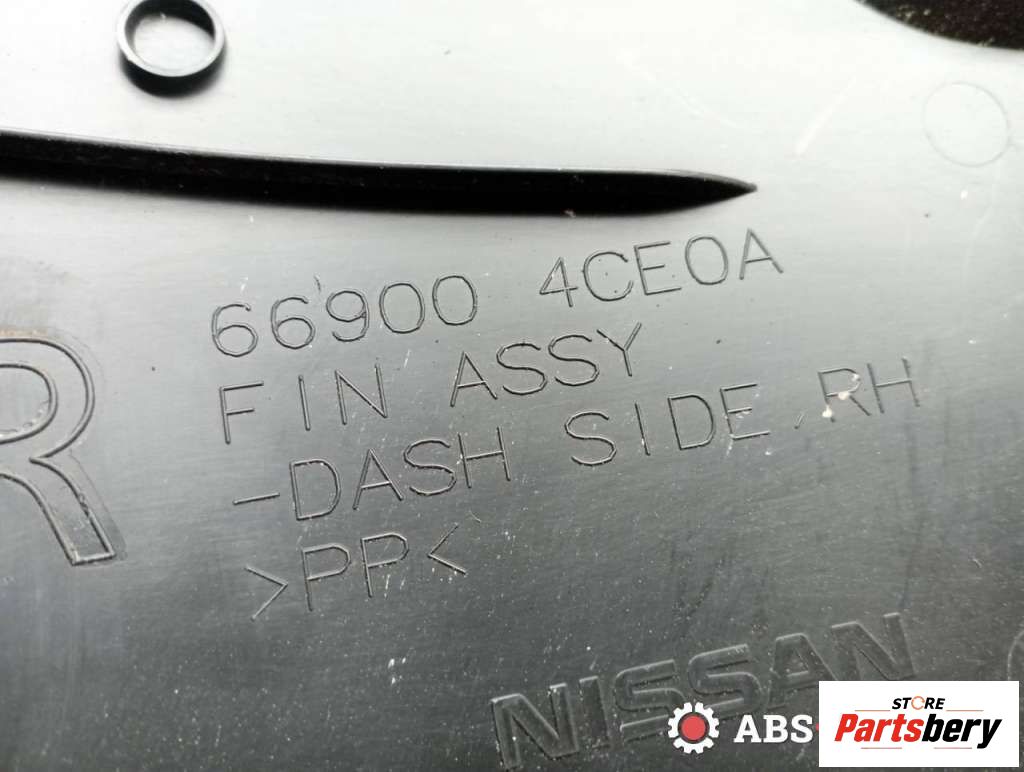 66900 4CE0A
FIN ASSY
-DASH SIDE, RH
>PP<
R
NISSAN
ABS
STORE
Partsbery